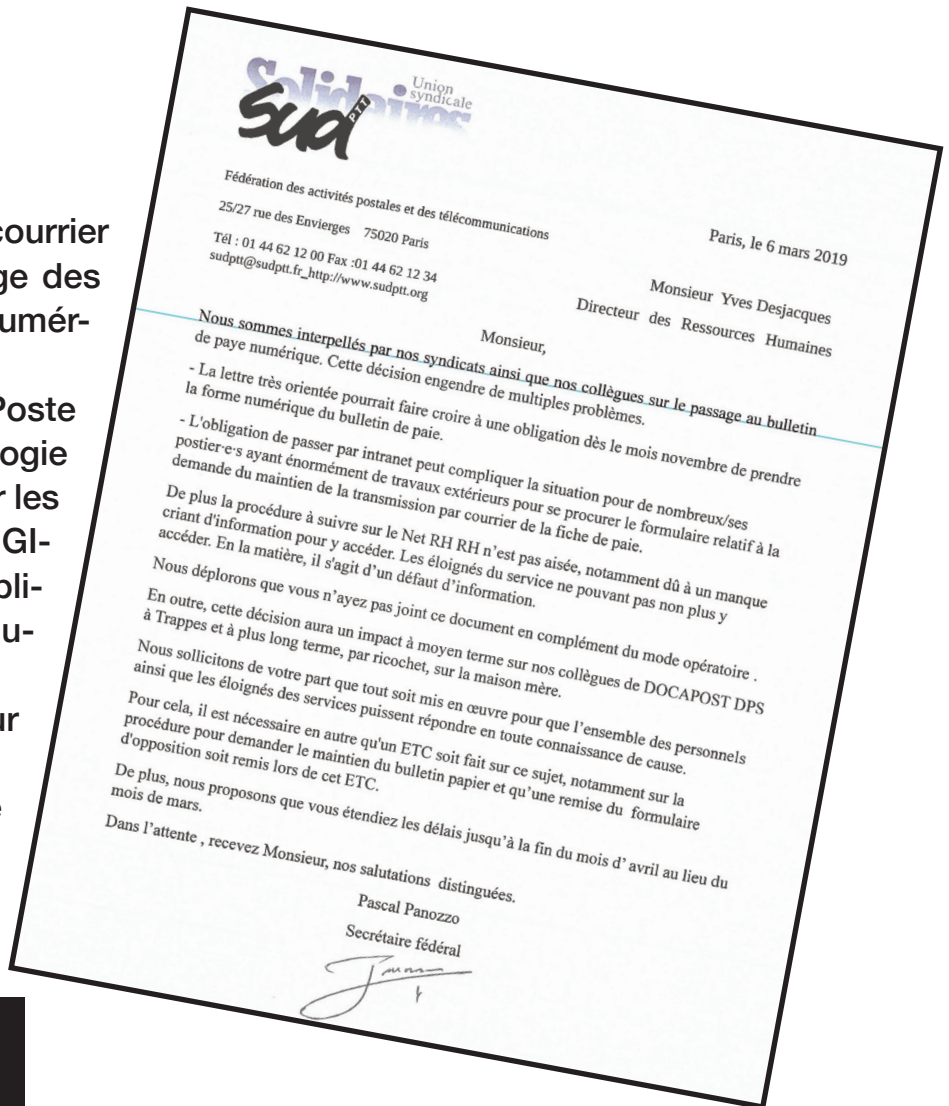 courrier
ge des
umér-
Poste
ogie
r les
GI-
pli-
u-
ur
e
Solidaires
Union
syndicale
Sud PTT
Fédération des activités postales et des télécommunications
25/27 rue des Envierges 75020 Paris
Tél : 01 44 62 12 00 Fax :01 44 62 12 34
sudptt@sudptt.fr_http://www.sudptt.org
Paris, le 6 mars 2019
Monsieur Yves Desjacques
Directeur des Ressources Humaines
Monsieur,
Nous sommes interpellés par nos syndicats ainsi que nos collègues sur le passage au bulletin
de paye numérique. Cette décision engendre de multiples problèmes.
- La lettre très orientée pourrait faire croire à une obligation dès le mois novembre de prendre
la forme numérique du bulletin de paie.
- L'obligation de passer par intranet peut compliquer la situation pour de nombreux/ses
postier·e·s ayant énormément de travaux extérieurs pour se procurer le formulaire relatif à la
demande du maintien de la transmission par courrier de la fiche de paie.
De plus la procédure à suivre sur le Net RH RH n’est pas aisée, notamment dû à un manque
criant d'information pour y accéder. Les éloignés du service ne pouvant pas non plus y
accéder. En la matière, il s'agit d’un défaut d’information.
Nous déplorons que vous n’ayez pas joint ce document en complément du mode opératoire .
En outre, cette décision aura un impact à moyen terme sur nos collègues de DOCAPOST DPS
à Trappes et à plus long terme, par ricochet, sur la maison mère.
Nous sollicitons de votre part que tout soit mis en œuvre pour que l’ensemble des personnels
ainsi que les éloignés des services puissent répondre en toute connaissance de cause.
Pour cela, il est nécessaire en autre qu'un ETC soit fait sur ce sujet, notamment sur la
procédure pour demander le maintien du bulletin papier et qu’une remise du formulaire
d'opposition soit remis lors de cet ETC.
De plus, nous proposons que vous étendiez les délais jusqu’à la fin du mois d’ avril au lieu du
mois de mars.
Dans l’attente , recevez Monsieur, nos salutations distinguées.
Pascal Panozzo
Secrétaire fédéral